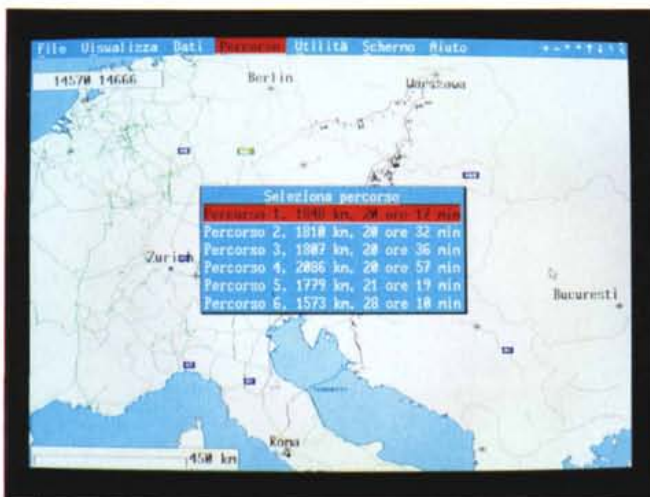 File Visualizza Dati Percorso Utilità Schermo Aiuto
14570 14666
Berlin
Warszawa
Seleziona percorso
Percorso 1, 1848 km, 20 ore 17 min
Percorso 2, 1810 km, 20 ore 32 min
Percorso 3, 1807 km, 20 ore 36 min
Percorso 4, 2086 km, 20 ore 57 min
Percorso 5, 1779 km, 21 ore 19 min
Percorso 6, 1573 km, 28 ore 10 min
Zurich
Bucuresti
Roma
450 km